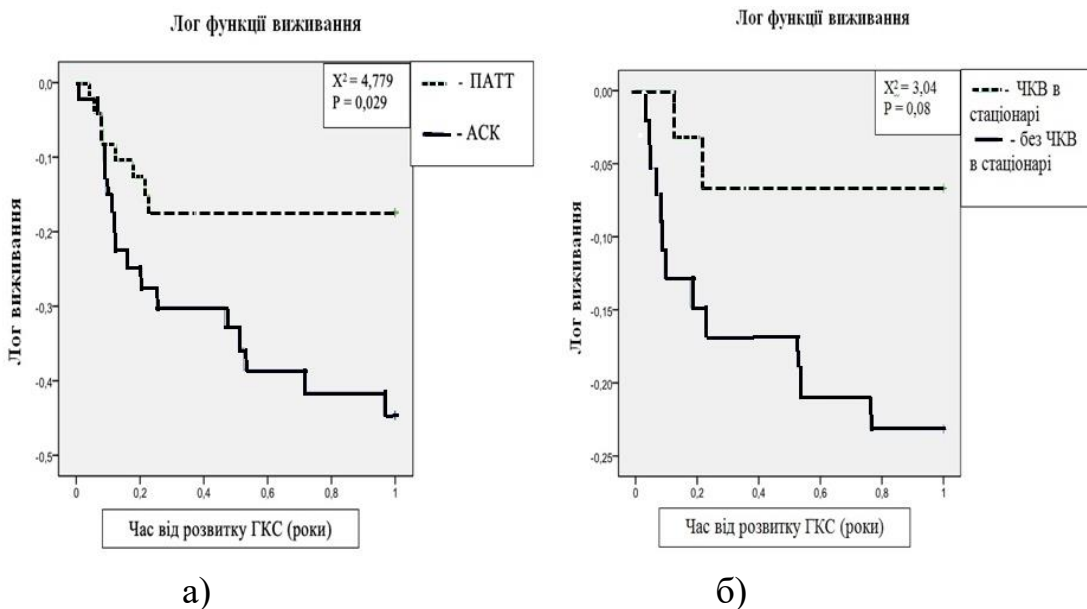 Лог функції виживання
Х² = 4,779
Р = 0,029
- ПАТТ
- АСК
0,0
-0,1
-0,2
-0,3
-0,4
-0,5
Лог виживання
0
0,2
0,4
0,6
0,8
1
Час від розвитку ГКС (роки)
а)
Лог функції виживання
Х² = 3,04
Р = 0,08
- ЧКВ в
стаціонарі
- без ЧКВ
в стаціонарі
0,00
-0,05
-0,10
-0,15
-0,20
-0,25
Лог виживання
0
0,2
0,4
0,6
0,8
1
Час від розвитку ГКС (роки)
б)